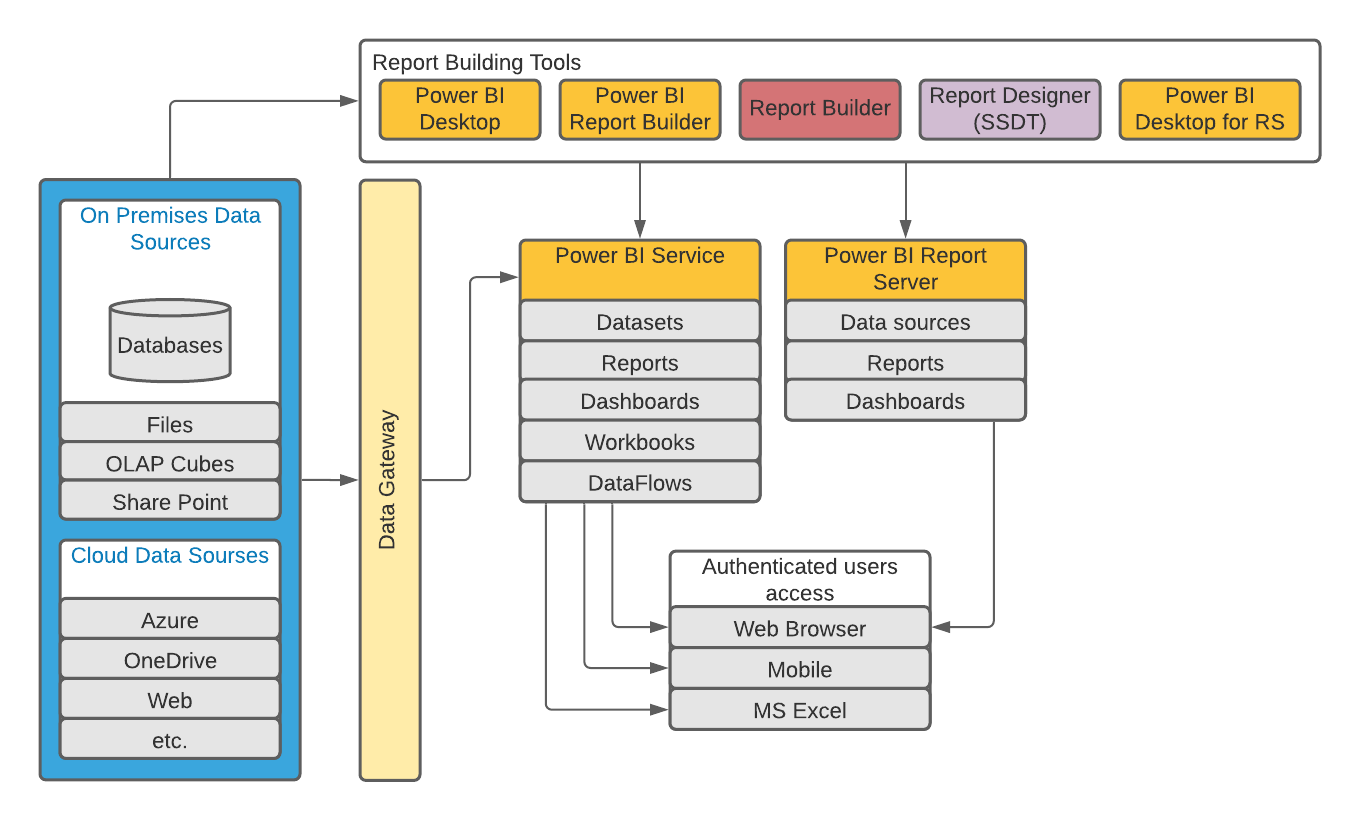 Report Building Tools
Power BI
Desktop
Power BI
Report Builder
Report Builder
Report Designer
(SSDT)
Power BI
Desktop for RS
On Premises Data
Sources
Databases
Files
OLAP Cubes
Share Point
Cloud Data Sourses
Azure
OneDrive
Web
etc.
Data Gateway
Power BI Service
Datasets
Reports
Dashboards
Workbooks
DataFlows
Power BI Report
Server
Data sources
Reports
Dashboards
Authenticated users
access
Web Browser
Mobile
MS Excel